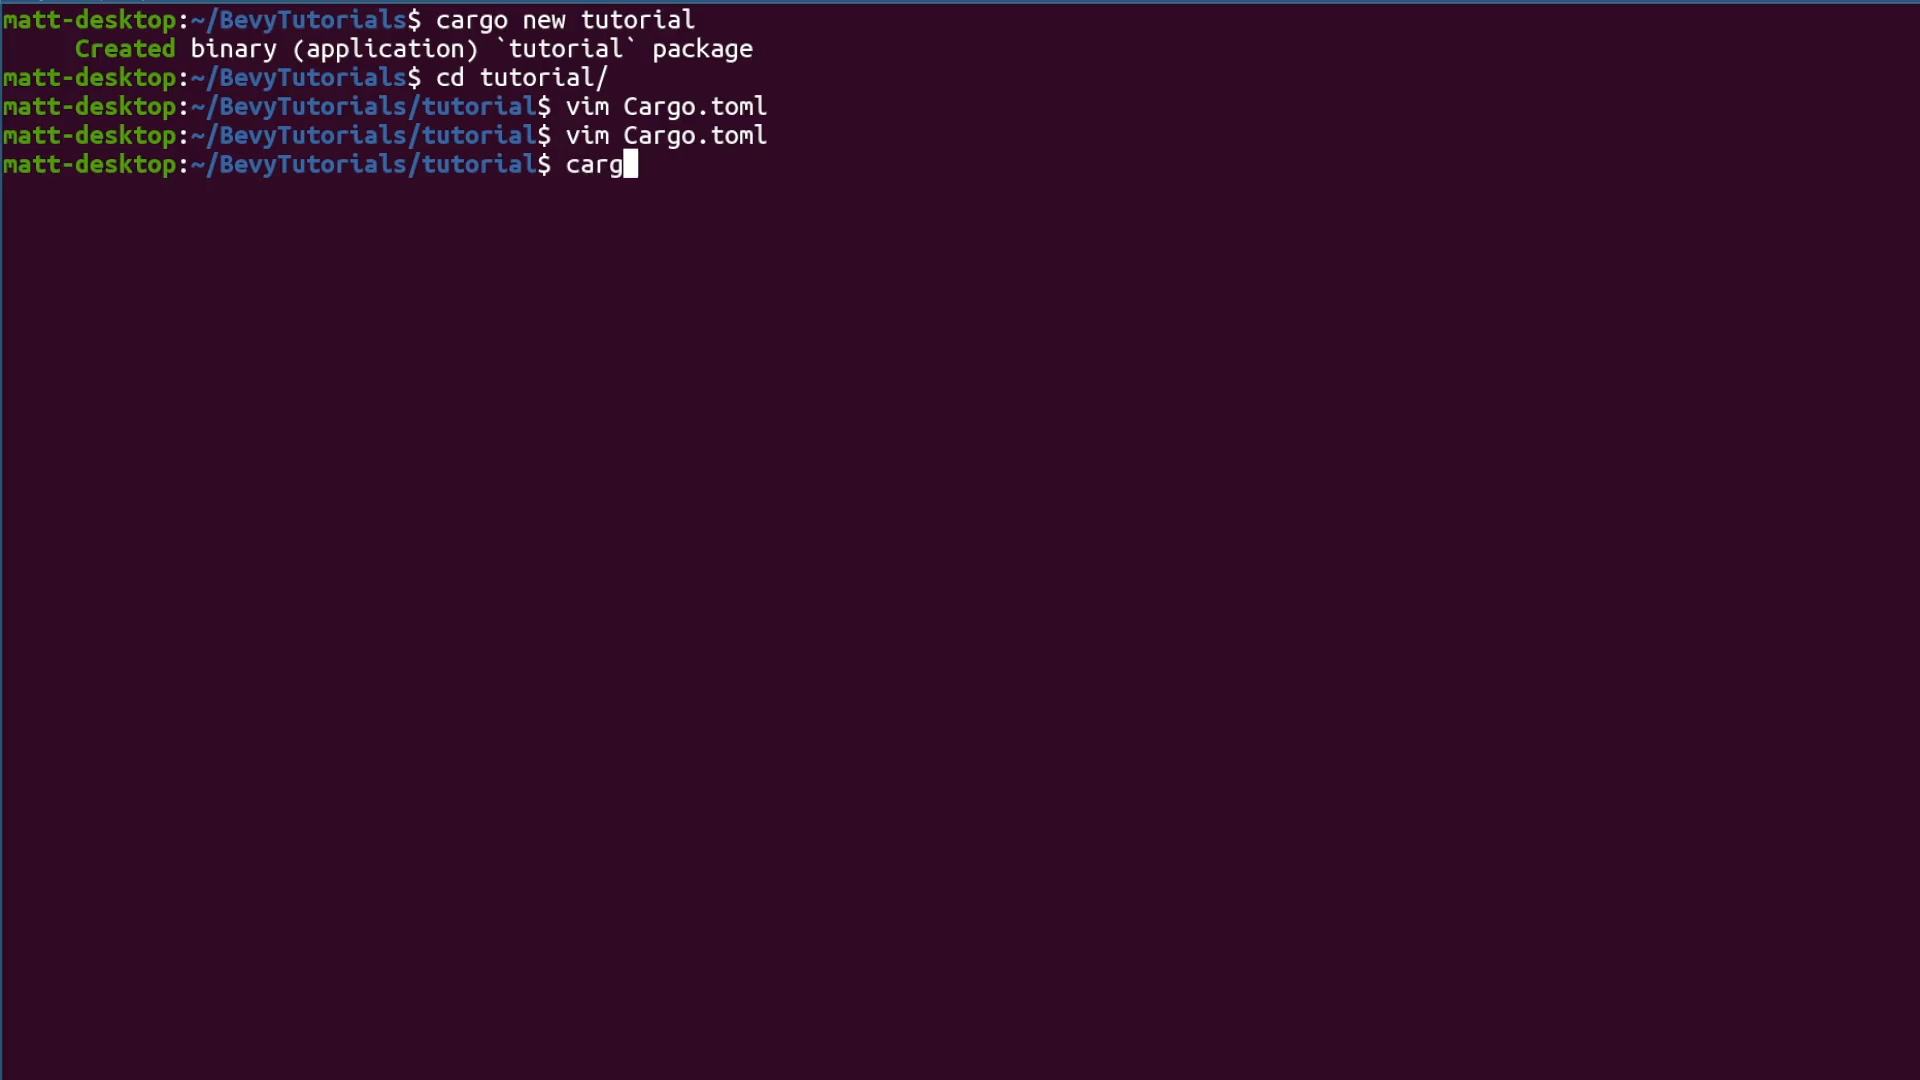 matt-desktop:~/BevyTutorials$ cargo new tutorial
     Created binary (application) `tutorial` package
matt-desktop:~/BevyTutorials$ cd tutorial/
matt-desktop:~/BevyTutorials/tutorial$ vim Cargo.toml
matt-desktop:~/BevyTutorials/tutorial$ vim Cargo.toml
matt-desktop:~/BevyTutorials/tutorial$ carg